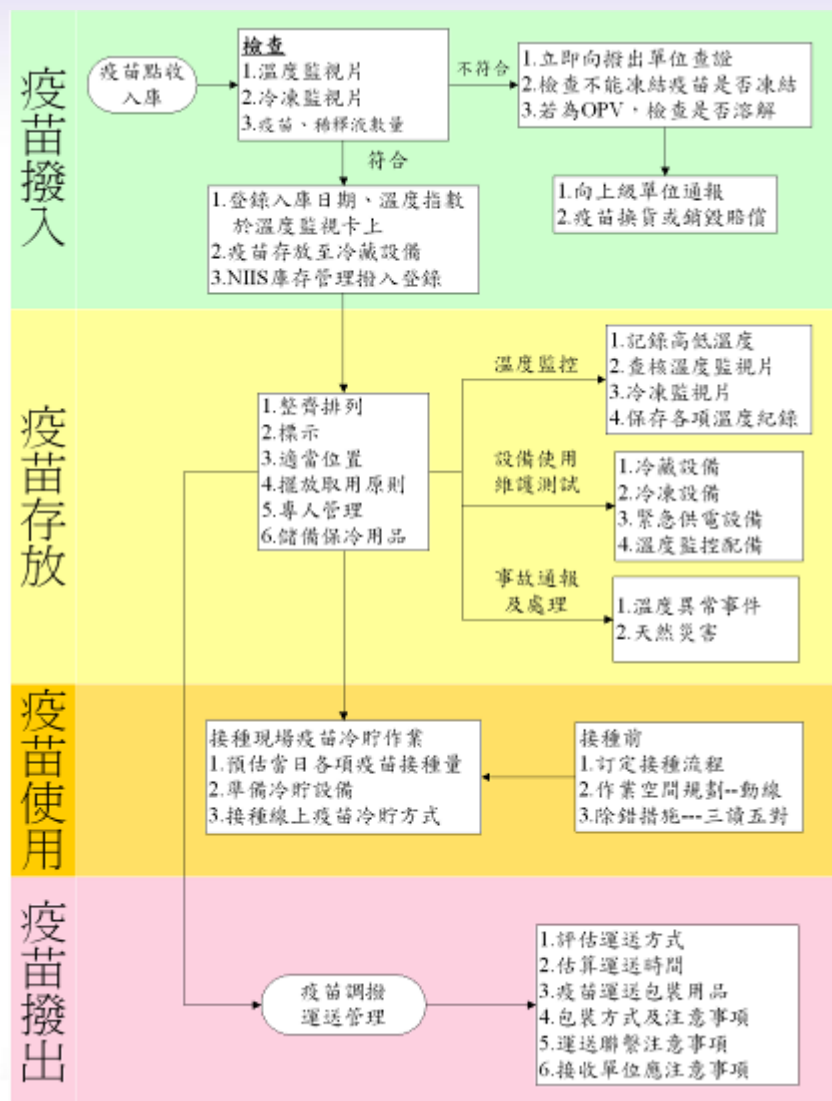 疫苗撥入
疫苗點收
入庫
檢查
1.溫度監視片
2.冷凍監視片
3.疫苗、稀釋液數量
不符合
1.立即向撥出單位查證
2.檢查不能凍結疫苗是否凍結
3.若為OPV，檢查是否溶解
符合
1.向上級單位通報
2.疫苗換貨或銷毀賠償
1.登錄入庫日期、溫度指數
於溫度監視卡上
2.疫苗存放至冷藏設備
3.NIIS庫存管理撥入登錄
疫苗存放
1.整齊排列
2.標示
3.適當位置
4.擺放取用原則
5.專人管理
6.儲備保冷用品
溫度監控
1.記錄高低溫度
2.查核溫度監視片
3.冷凍監視片
4.保存各項溫度紀錄
設備使用
維護測試
1.冷藏設備
2.冷凍設備
3.緊急供電設備
4.溫度監控配備
事故通報
及處理
1.溫度異常事件
2.天然災害
疫苗使用
接種現場疫苗冷貯作業
1.預估當日各項疫苗接種量
2.準備冷貯設備
3.接種線上疫苗冷貯方式
接種前
1.訂定接種流程
2.作業空間規劃--動線
3.除錯措施---三讀五對
疫苗撥出
疫苗調撥
運送管理
1.評估運送方式
2.估算運送時間
3.疫苗運送包裝用品
4.包裝方式及注意事項
5.運送聯繫注意事項
6.接收單位應注意事項